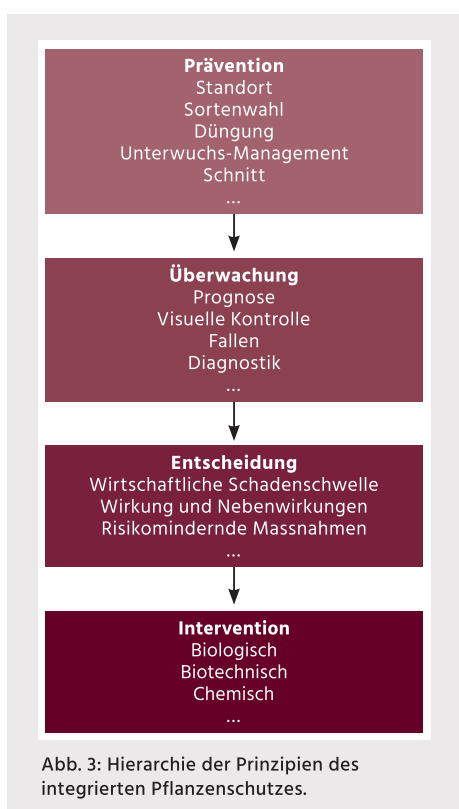 Prävention
Standort
Sortenwahl
Düngung
Unterwuchs-Management
Schnitt
...
Überwachung
Prognose
Visuelle Kontrolle
Fallen
Diagnostik
...
Entscheidung
Wirtschaftliche Schadenschwelle
Wirkung und Nebenwirkungen
Risikomindernde Massnahmen
...
Intervention
Biologisch
Biotechnisch
Chemisch
...
Abb. 3: Hierarchie der Prinzipien des
integrierten Pflanzenschutzes.